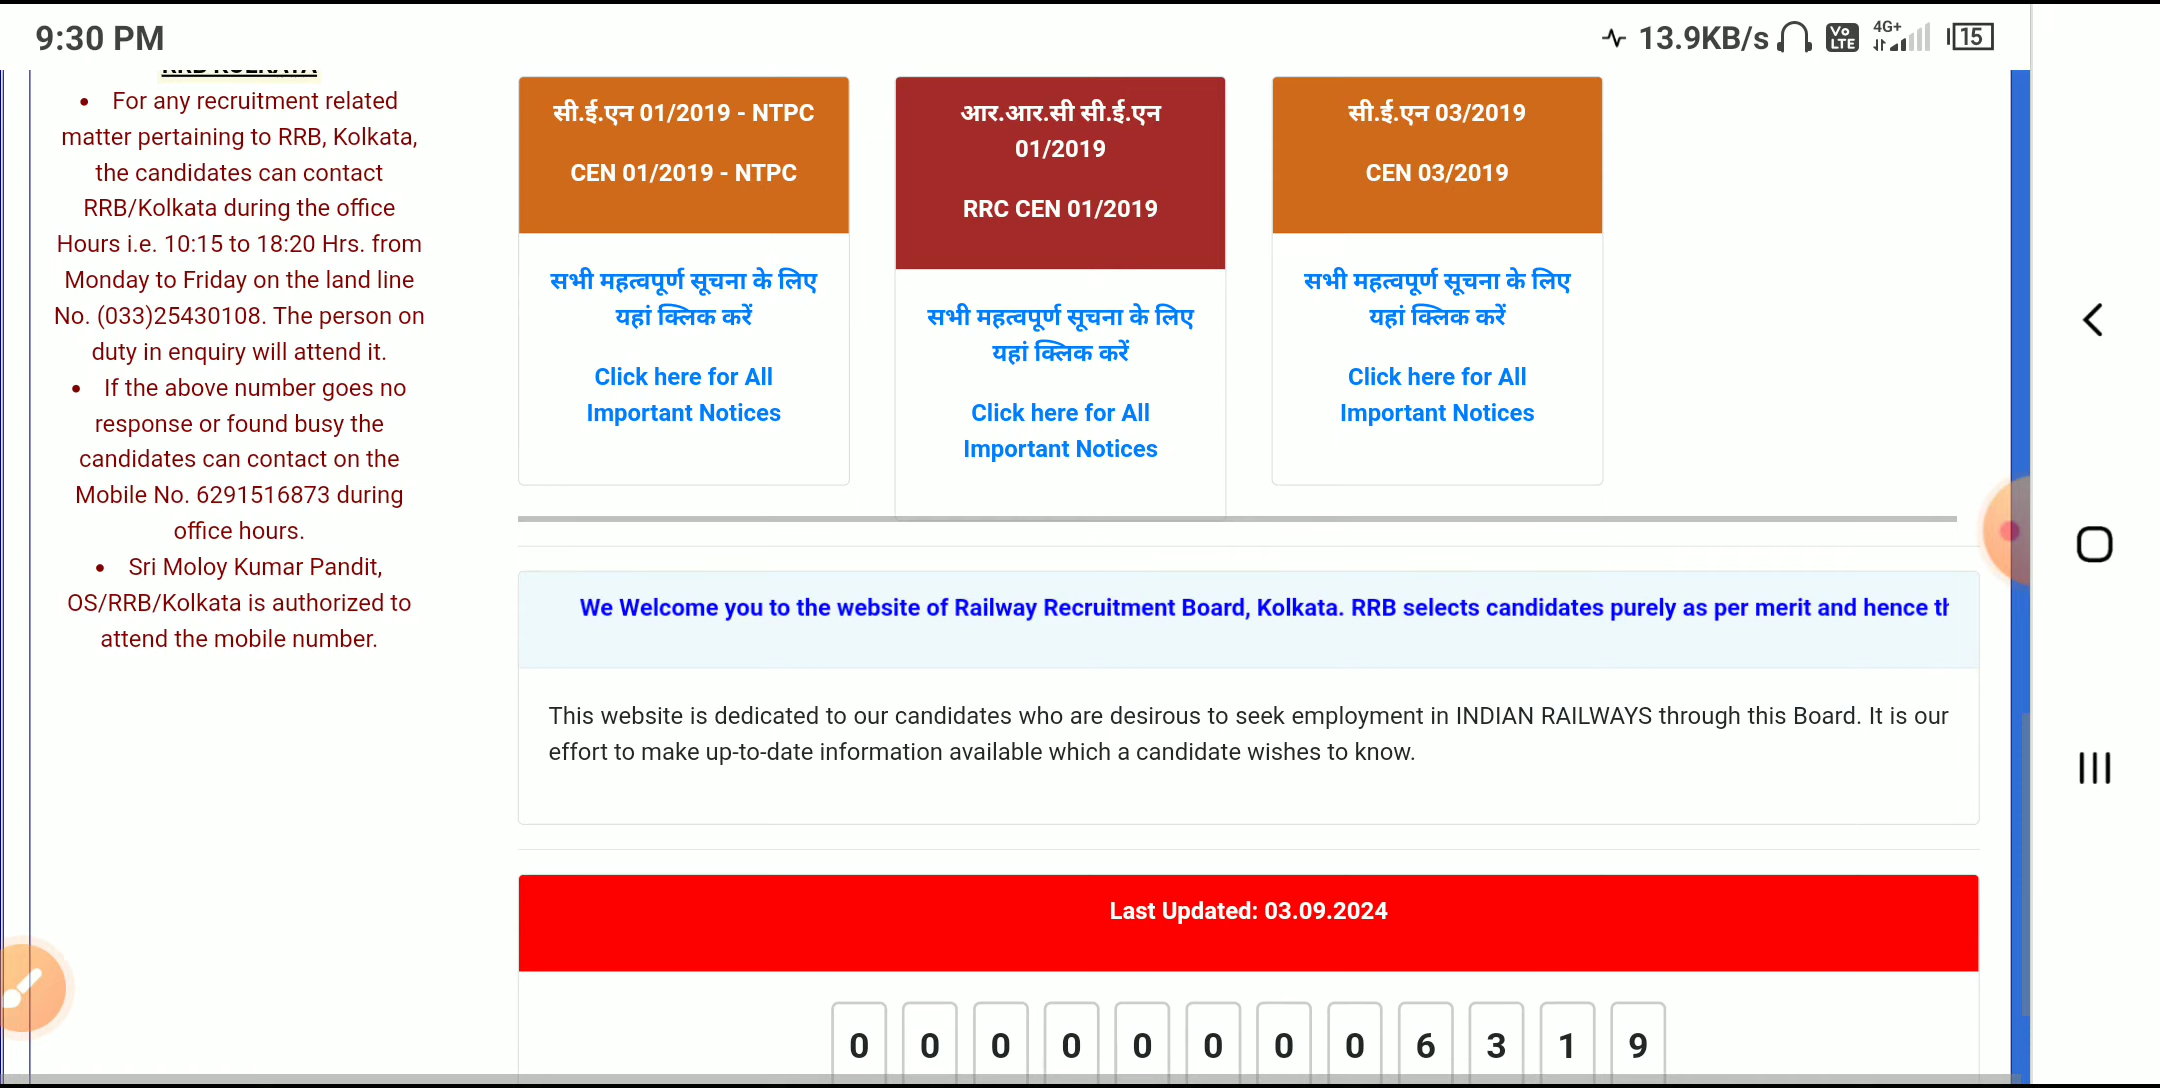 9:30 PM
13.9KB/s
Vo
LTE
4G+
15
RRB KOLKATA
• For any recruitment related
matter pertaining to RRB, Kolkata,
the candidates can contact
RRB/Kolkata during the office
Hours i.e. 10:15 to 18:20 Hrs. from
Monday to Friday on the land line
No. (033)25430108. The person on
duty in enquiry will attend it.
• If the above number goes no
response or found busy the
candidates can contact on the
Mobile No. 6291516873 during
office hours.
• Sri Moloy Kumar Pandit,
OS/RRB/Kolkata is authorized to
attend the mobile number.
सी.ई.एन 01/2019 - NTPC
CEN 01/2019 - NTPC
सभी महत्वपूर्ण सूचना के लिए
यहां क्लिक करें
Click here for All
Important Notices
आर.आर.सी सी.ई.एन
01/2019
RRC CEN 01/2019
सभी महत्वपूर्ण सूचना के लिए
यहां क्लिक करें
Click here for All
Important Notices
सी.ई.एन 03/2019
CEN 03/2019
सभी महत्वपूर्ण सूचना के लिए
यहां क्लिक करें
Click here for All
Important Notices
We Welcome you to the website of Railway Recruitment Board, Kolkata. RRB selects candidates purely as per merit and hence th
This website is dedicated to our candidates who are desirous to seek employment in INDIAN RAILWAYS through this Board. It is our
effort to make up-to-date information available which a candidate wishes to know.
Last Updated: 03.09.2024
0 0 0 0 0 0 0 0 6 3 1 9